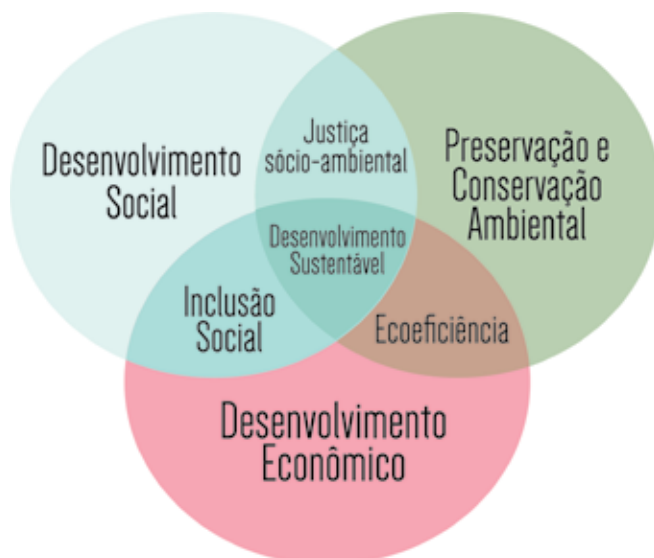 Desenvolvimento
Social
Justiça
sócio-ambiental
Preservação e
Conservação
Ambiental
Desenvolvimento
Sustentável
Inclusão
Social
Ecoeficiência
Desenvolvimento
Econômico